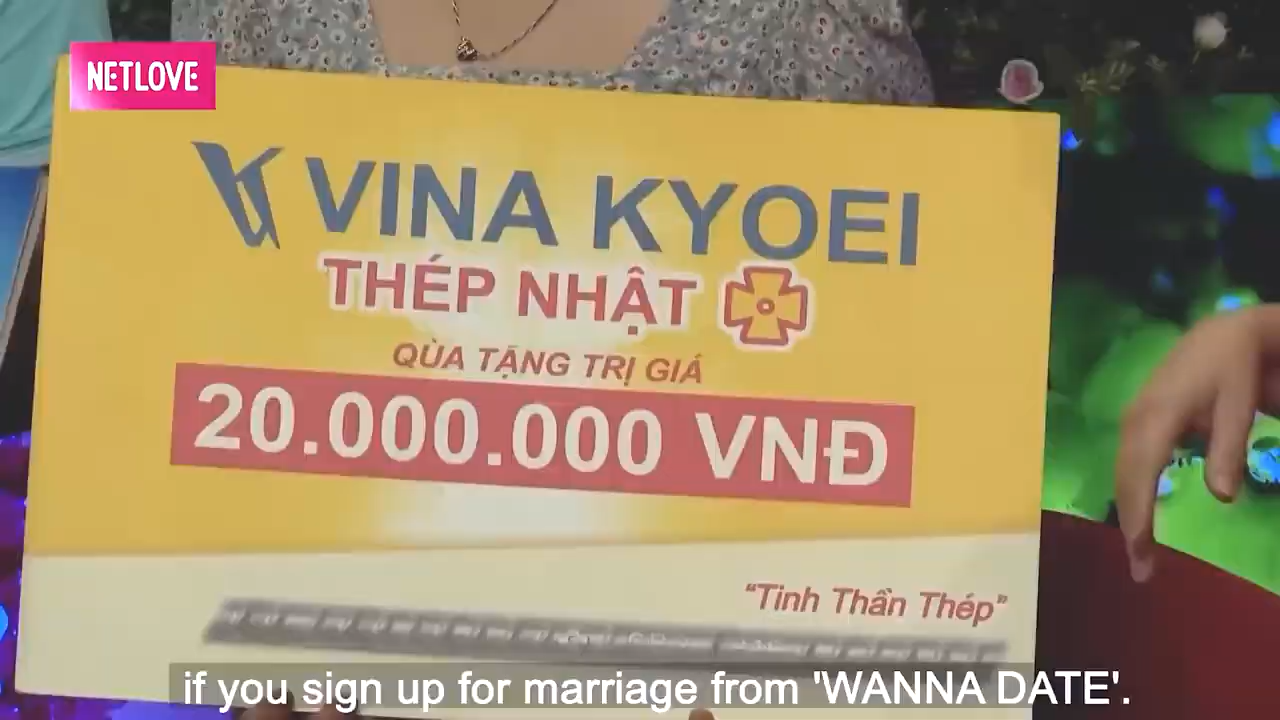 NETLOVE
VINA KYOEI
THÉP NHẬT
QÙA TẶNG TRỊ GIÁ
20.000.000 VNĐ
“Tinh Thần Thép”
if you sign up for marriage from 'WANNA DATE'.